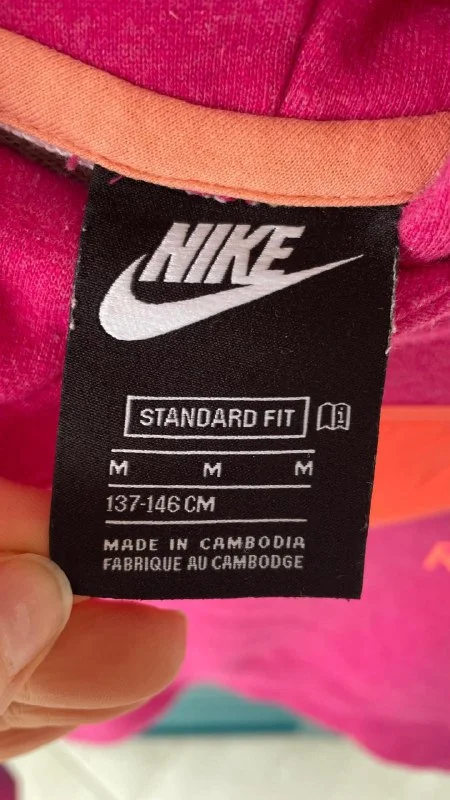 NIKE
STANDARD FIT
M M M
137-146 CM
MADE IN CAMBODIA
FABRIQUE AU CAMBODGE